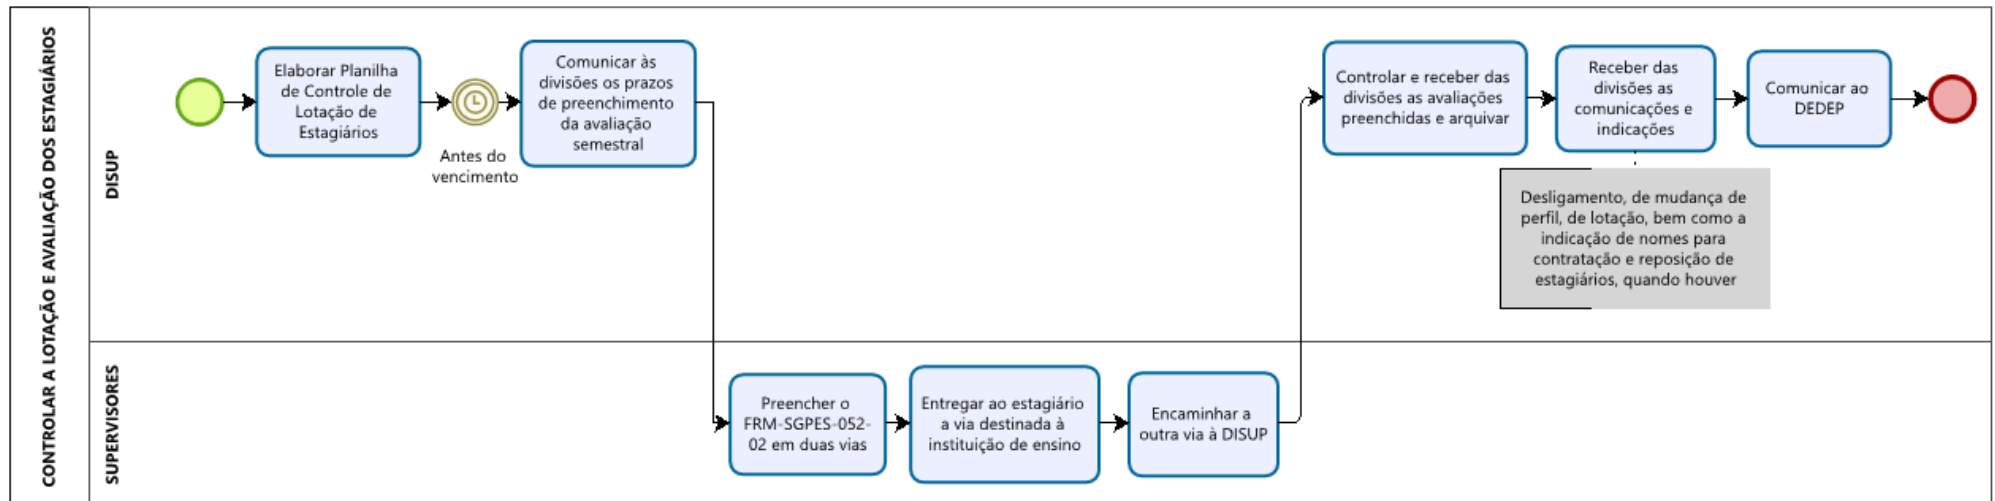 CONTROLAR A LOTAÇÃO E AVALIAÇÃO DOS ESTAGIÁRIOS
DISUP
Elaborar Planilha
de Controle de
Lotação de
Estagiários
Antes do
vencimento
Comunicar às
divisões os prazos
de preenchimento
da avaliação
semestral
Controlar e receber das
divisões as avaliações
preenchidas e arquivar
Receber das
divisões as
comunicações e
indicações
Comunicar ao
DEDEP
Desligamento, de mudança de
perfil, de lotação, bem como a
indicação de nomes para
contratação e reposição de
estagiários, quando houver
SUPERVISORES
Preencher o
FRM-SGPES-052-
02 em duas vias
Entregar ao estagiário
a via destinada à
instituição de ensino
Encaminhar a
outra via à DISUP